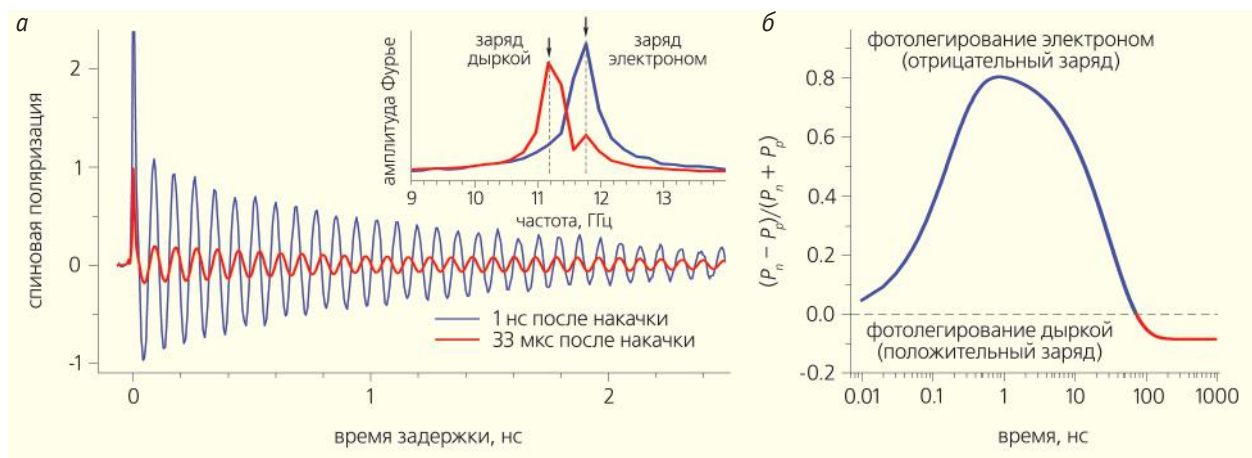 а
спиновая поляризация
2
1
0
-1
0
1
2
время задержки, нс
1 нс после накачки
33 мкс после накачки
амплитуда Фурье
заряд
дыркой
заряд
электроном
9
10
11
12
13
частота, ГГц
б
(Pn − Pp)/(Pn + Pp)
0.8
0.6
0.4
0.2
0.0
-0.2
фотолегирование электроном
(отрицательный заряд)
фотолегирование дыркой
(положительный заряд)
0.01
0.1
1
10
100
1000
время, нс